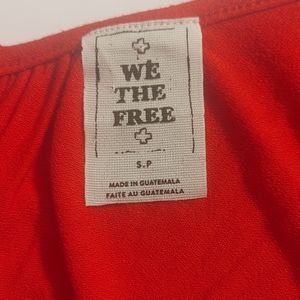 WE
THE
FREE
S.P
MADE IN GUATEMALA
FAITE AU GUATEMALA